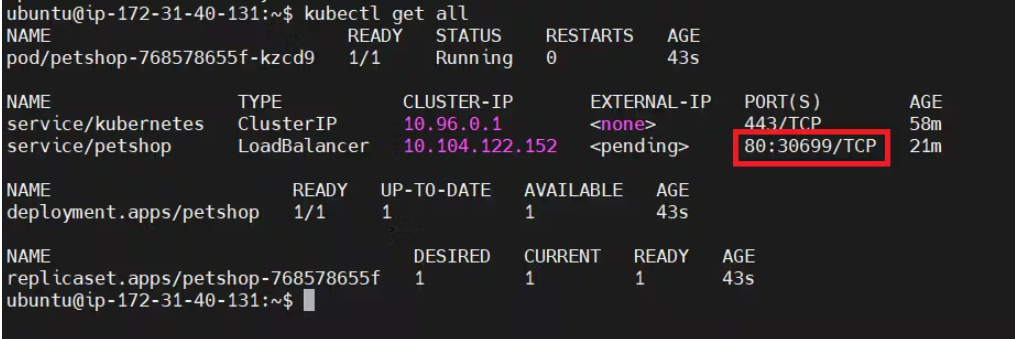 ubuntu@ip-172-31-40-131:~$ kubectl get all
NAME READY STATUS RESTARTS AGE
pod/petshop-768578655f-kzcd9 1/1 Running 0 43s
NAME TYPE CLUSTER-IP EXTERNAL-IP PORT(S) AGE
service/kubernetes ClusterIP 10.96.0.1 <none> 443/TCP 58m
service/petshop LoadBalancer 10.104.122.152 <pending> 80:30699/TCP 21m
NAME READY UP-TO-DATE AVAILABLE AGE
deployment.apps/petshop 1/1 1 1 43s
NAME DESIRED CURRENT READY AGE
replicaset.apps/petshop-768578655f 1 1 1 43s
ubuntu@ip-172-31-40-131:~$